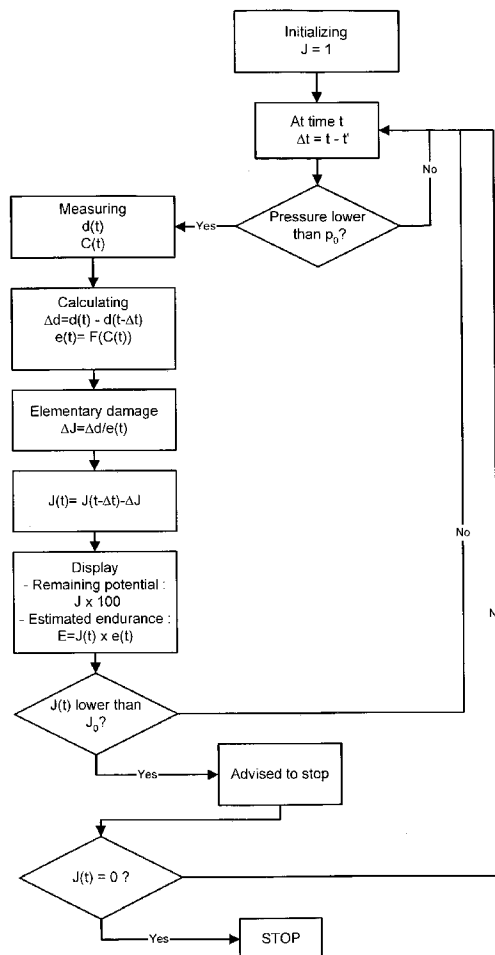 Initializing
J = 1
At time t
Δt = t - t'
No
Pressure lower
than p₀?
Yes
Measuring
d(t)
C(t)
Calculating
Δd=d(t) - d(t-Δt)
e(t)= F(C(t))
Elementary damage
ΔJ=Δd/e(t)
J(t)= J(t-Δt)-ΔJ
No
Display
- Remaining potential :
J x 100
- Estimated endurance :
E=J(t) x e(t)
J(t) lower than
J₀?
Yes
Advised to stop
J(t) = 0 ?
Yes
STOP